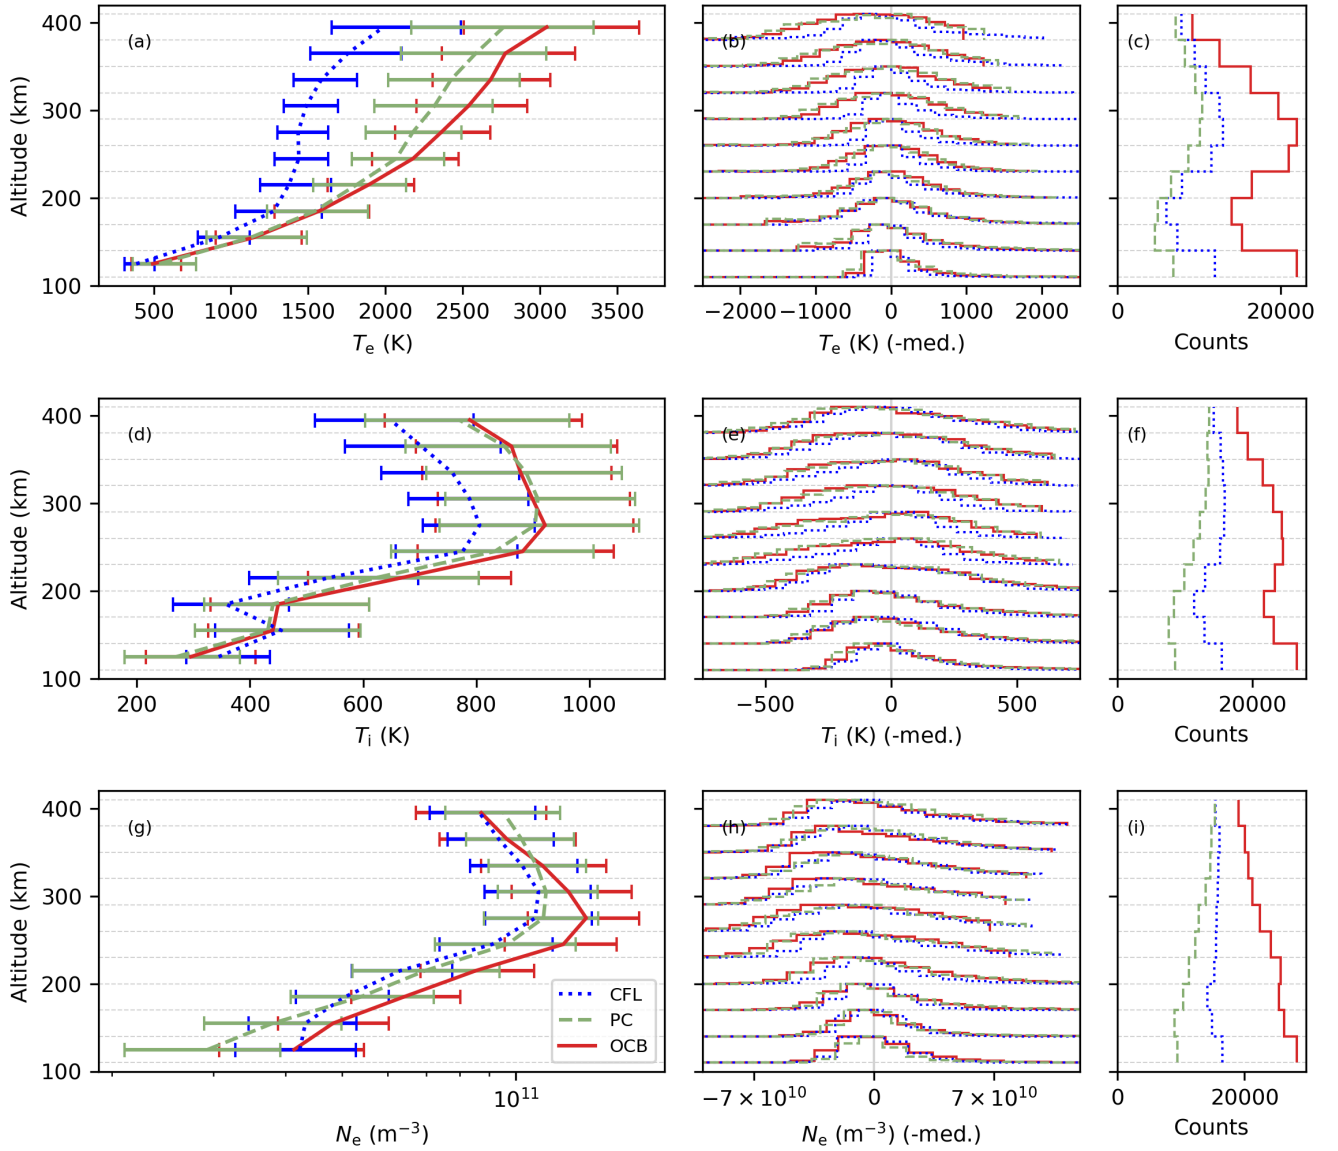 400
300
200
100
Altitude (km)
(a)
500 1000 1500 2000 2500 3000 3500
Tₑ (K)
(b)
−2000 −1000 0 1000 2000
Tₑ (K) (-med.)
(c)
0 20000
Counts
400
300
200
100
Altitude (km)
(d)
200 400 600 800 1000
Tᵢ (K)
(e)
−500 0 500
Tᵢ (K) (-med.)
(f)
0 20000
Counts
400
300
200
100
Altitude (km)
(g)
CFL
PC
OCB
10¹¹
Nₑ (m⁻³)
(h)
−7 × 10¹⁰ 0 7 × 10¹⁰
Nₑ (m⁻³) (-med.)
(i)
0 20000
Counts